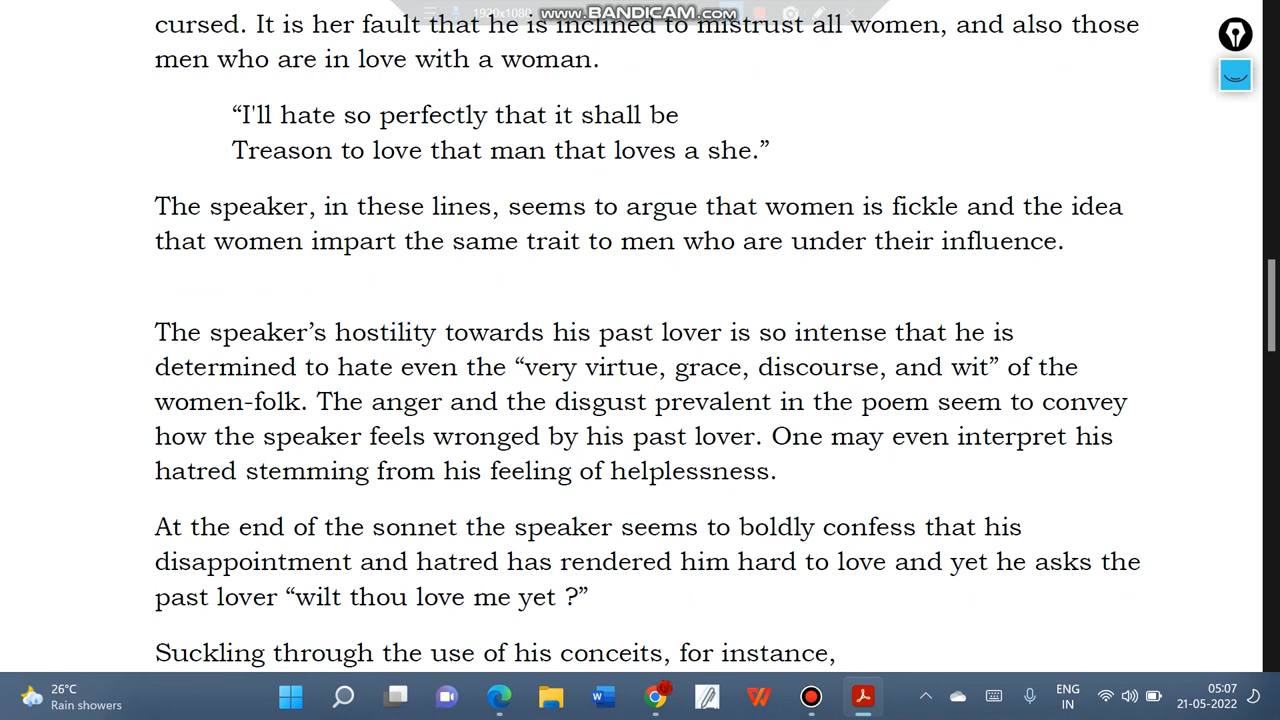 1920x1080
www.BANDICAM.com
cursed. It is her fault that he is inclined to mistrust all women, and also those
men who are in love with a woman.
“I'll hate so perfectly that it shall be
Treason to love that man that loves a she.”
The speaker, in these lines, seems to argue that women is fickle and the idea
that women impart the same trait to men who are under their influence.
The speaker’s hostility towards his past lover is so intense that he is
determined to hate even the “very virtue, grace, discourse, and wit” of the
women-folk. The anger and the disgust prevalent in the poem seem to convey
how the speaker feels wronged by his past lover. One may even interpret his
hatred stemming from his feeling of helplessness.
At the end of the sonnet the speaker seems to boldly confess that his
disappointment and hatred has rendered him hard to love and yet he asks the
past lover “wilt thou love me yet ?”
Suckling through the use of his conceits, for instance,
26°C
Rain showers
ENG
IN
05:07
21-05-2022